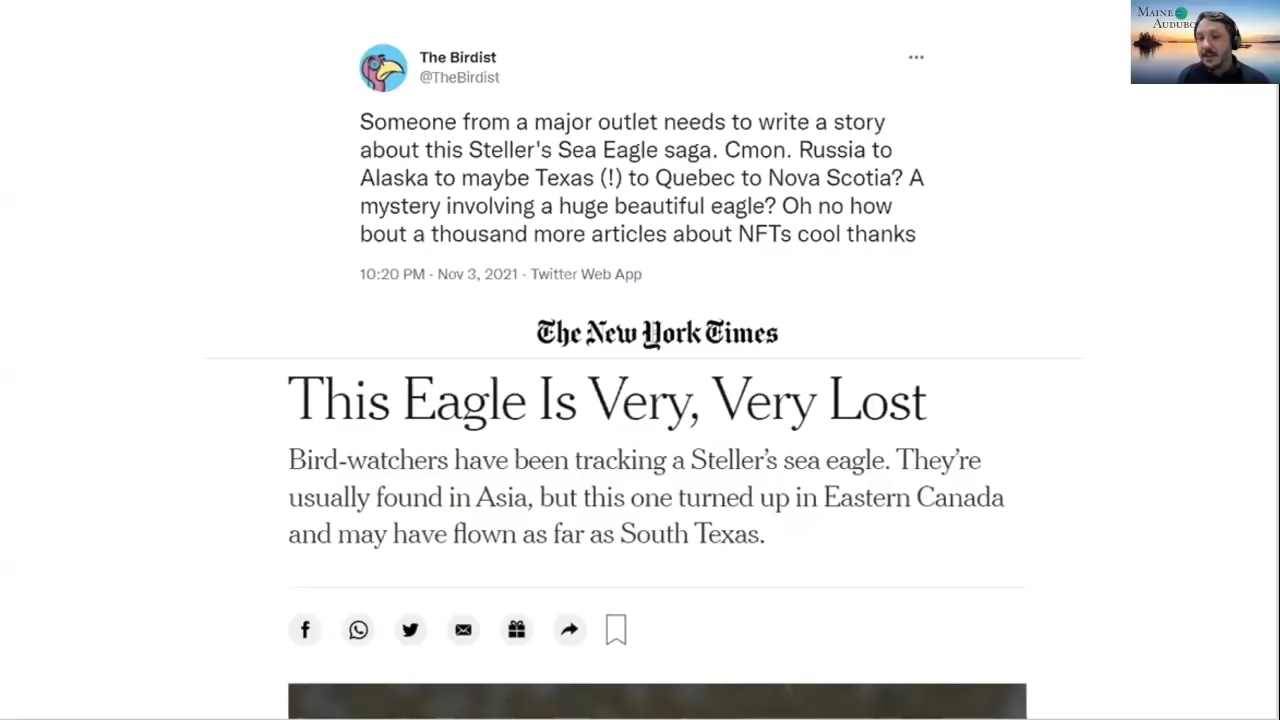 The Birdist
@TheBirdist
Someone from a major outlet needs to write a story
about this Steller's Sea Eagle saga. Cmon. Russia to
Alaska to maybe Texas (!) to Quebec to Nova Scotia? A
mystery involving a huge beautiful eagle? Oh no how
bout a thousand more articles about NFTs cool thanks
10:20 PM · Nov 3, 2021 · Twitter Web App
The New York Times
This Eagle Is Very, Very Lost
Bird-watchers have been tracking a Steller’s sea eagle. They’re
usually found in Asia, but this one turned up in Eastern Canada
and may have flown as far as South Texas.
MAINE
AUDUBO